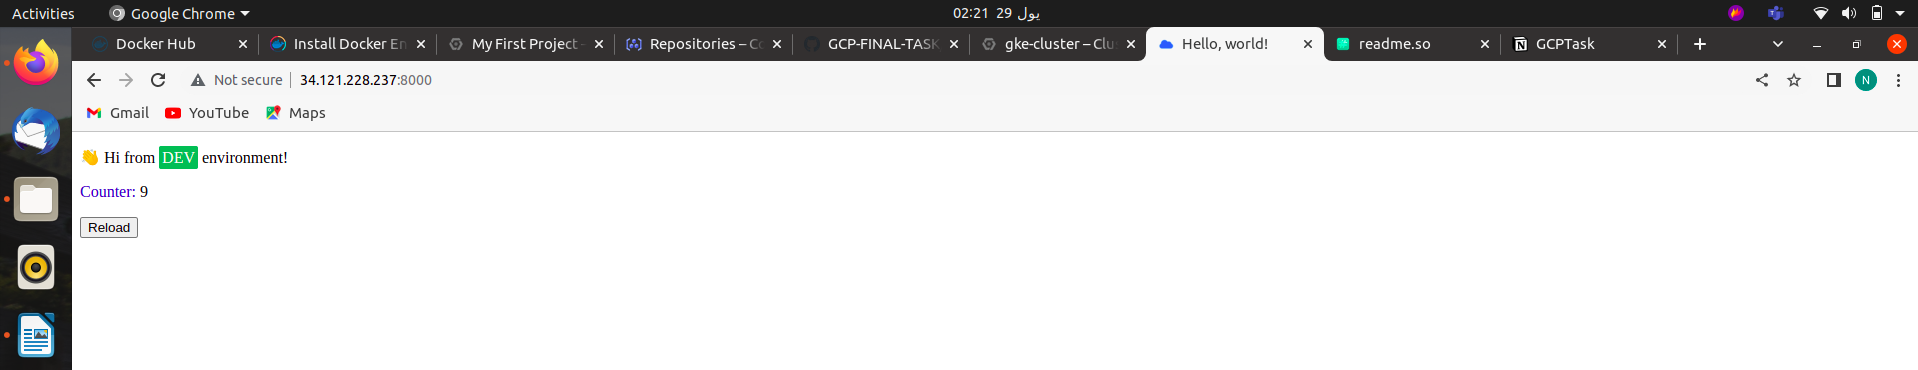 Activities Google Chrome 02:21 29 يول
Docker Hub Install Docker En My First Project - Repositories – Co GCP-FINAL-TASK gke-cluster – Clus Hello, world! readme.so GCPTask
Not secure 34.121.228.237:8000 N
Gmail YouTube Maps
👋 Hi from DEV environment!
Counter: 9
Reload